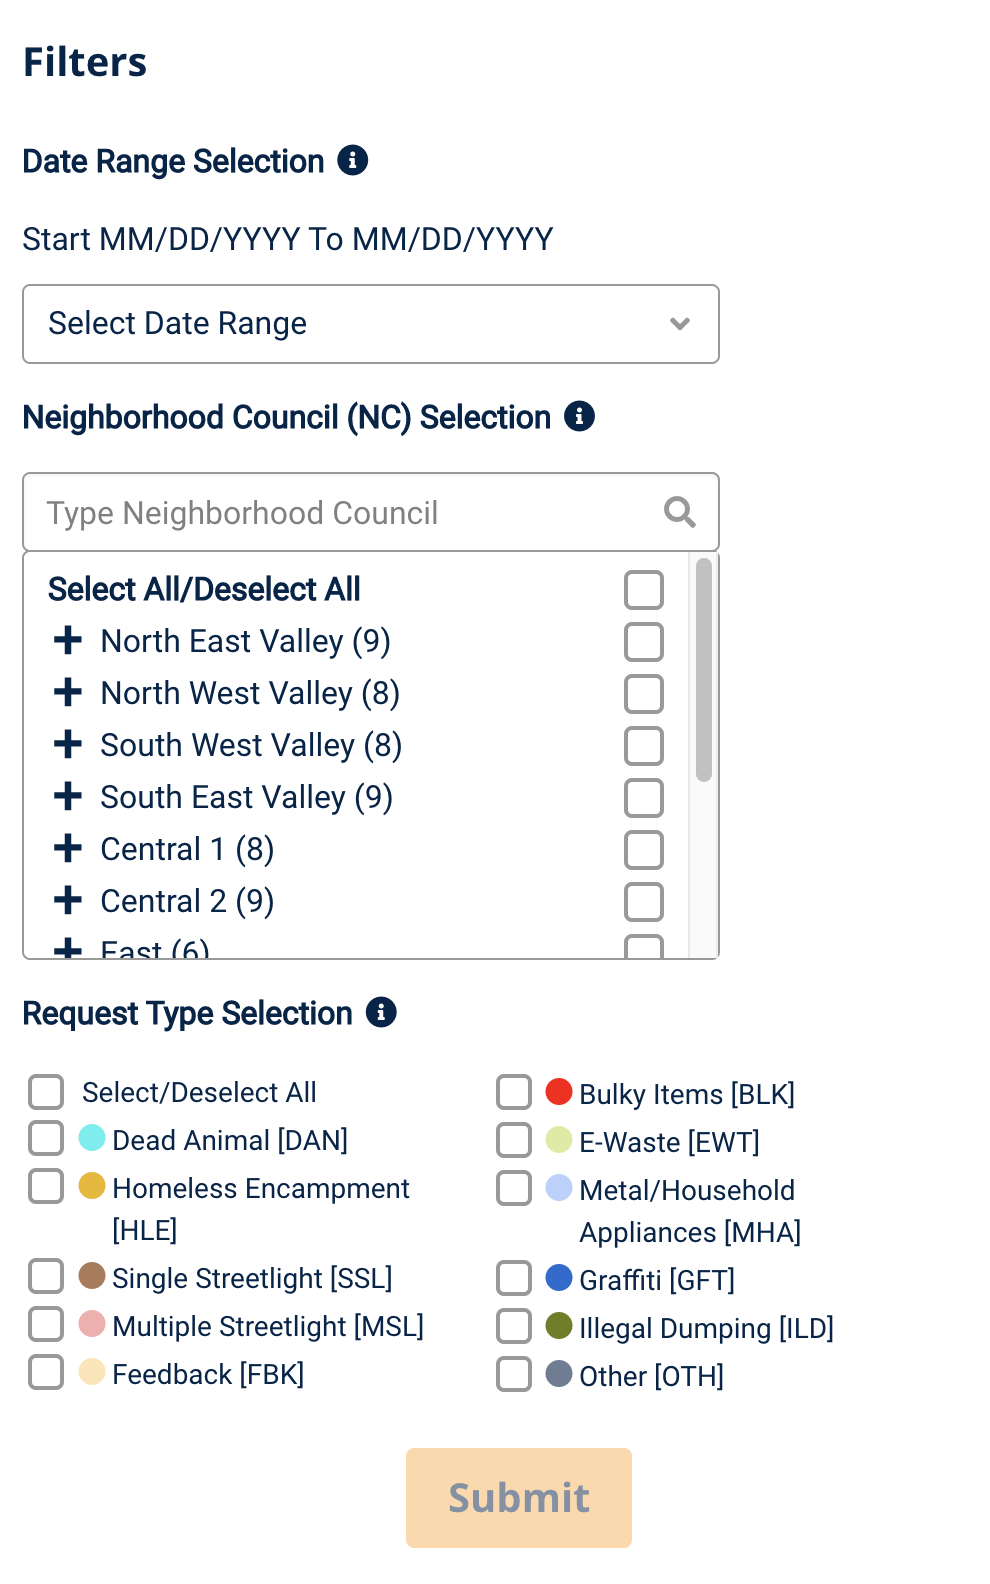 Filters
Date Range Selection
Start MM/DD/YYYY To MM/DD/YYYY
Select Date Range
Neighborhood Council (NC) Selection
Type Neighborhood Council
Select All/Deselect All
North East Valley (9)
North West Valley (8)
South West Valley (8)
South East Valley (9)
Central 1 (8)
Central 2 (9)
East (6)
Request Type Selection
Select/Deselect All
Dead Animal [DAN]
Homeless Encampment
[HLE]
Single Streetlight [SSL]
Multiple Streetlight [MSL]
Feedback [FBK]
Bulky Items [BLK]
E-Waste [EWT]
Metal/Household
Appliances [MHA]
Graffiti [GFT]
Illegal Dumping [ILD]
Other [OTH]
Submit